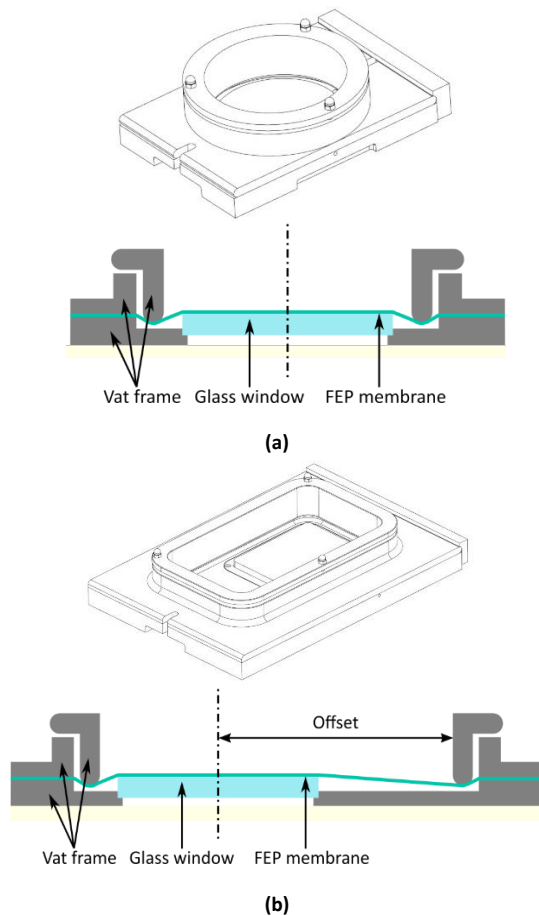 Vat frame Glass window FEP membrane
(a)
Offset
Vat frame Glass window FEP membrane
(b)